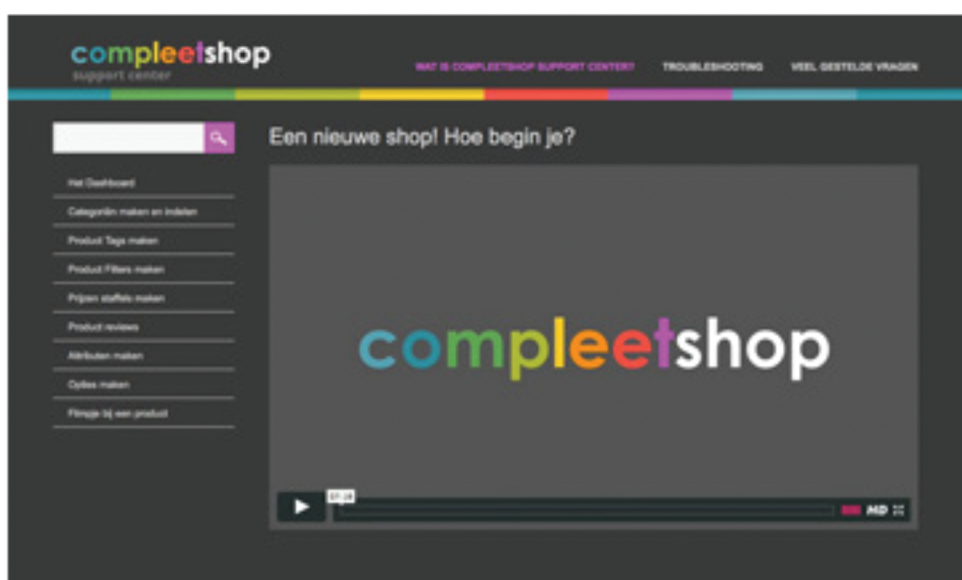 compleetshop
support center
WAT IS COMPLEETSHOP SUPPORT CENTER?
TROUBLESHOOTING
VEEL GESTELDE VRAGEN
Een nieuwe shop! Hoe begin je?
Het Dashboard
Categoriën maken en indelen
Product Tags maken
Product Filters maken
Prijzen staffels maken
Product reviews
Attributen maken
Opties maken
Filmpje bij een product
compleetshop
MD